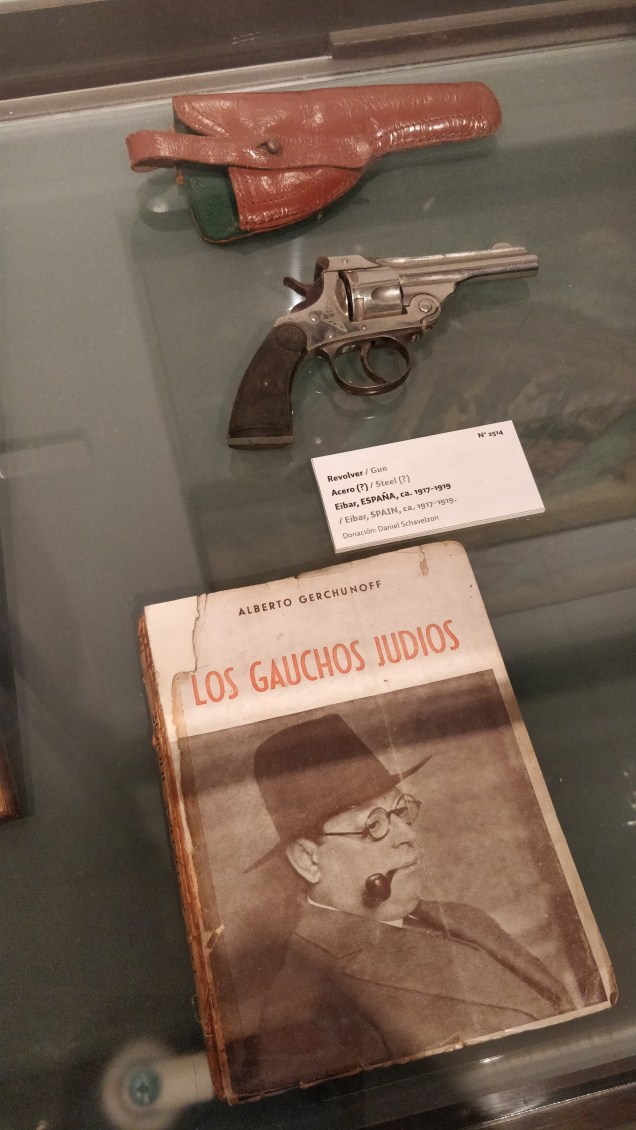 Nº 2514
Revolver / Gun
Acero (?) / Steel (?)
Eibar, ESPAÑA, ca. 1917-1919
/ Eibar, SPAIN, ca. 1917-1919.
Donación: Daniel Schavelzon
ALBERTO GERCHUNOFF
LOS GAUCHOS JUDIOS